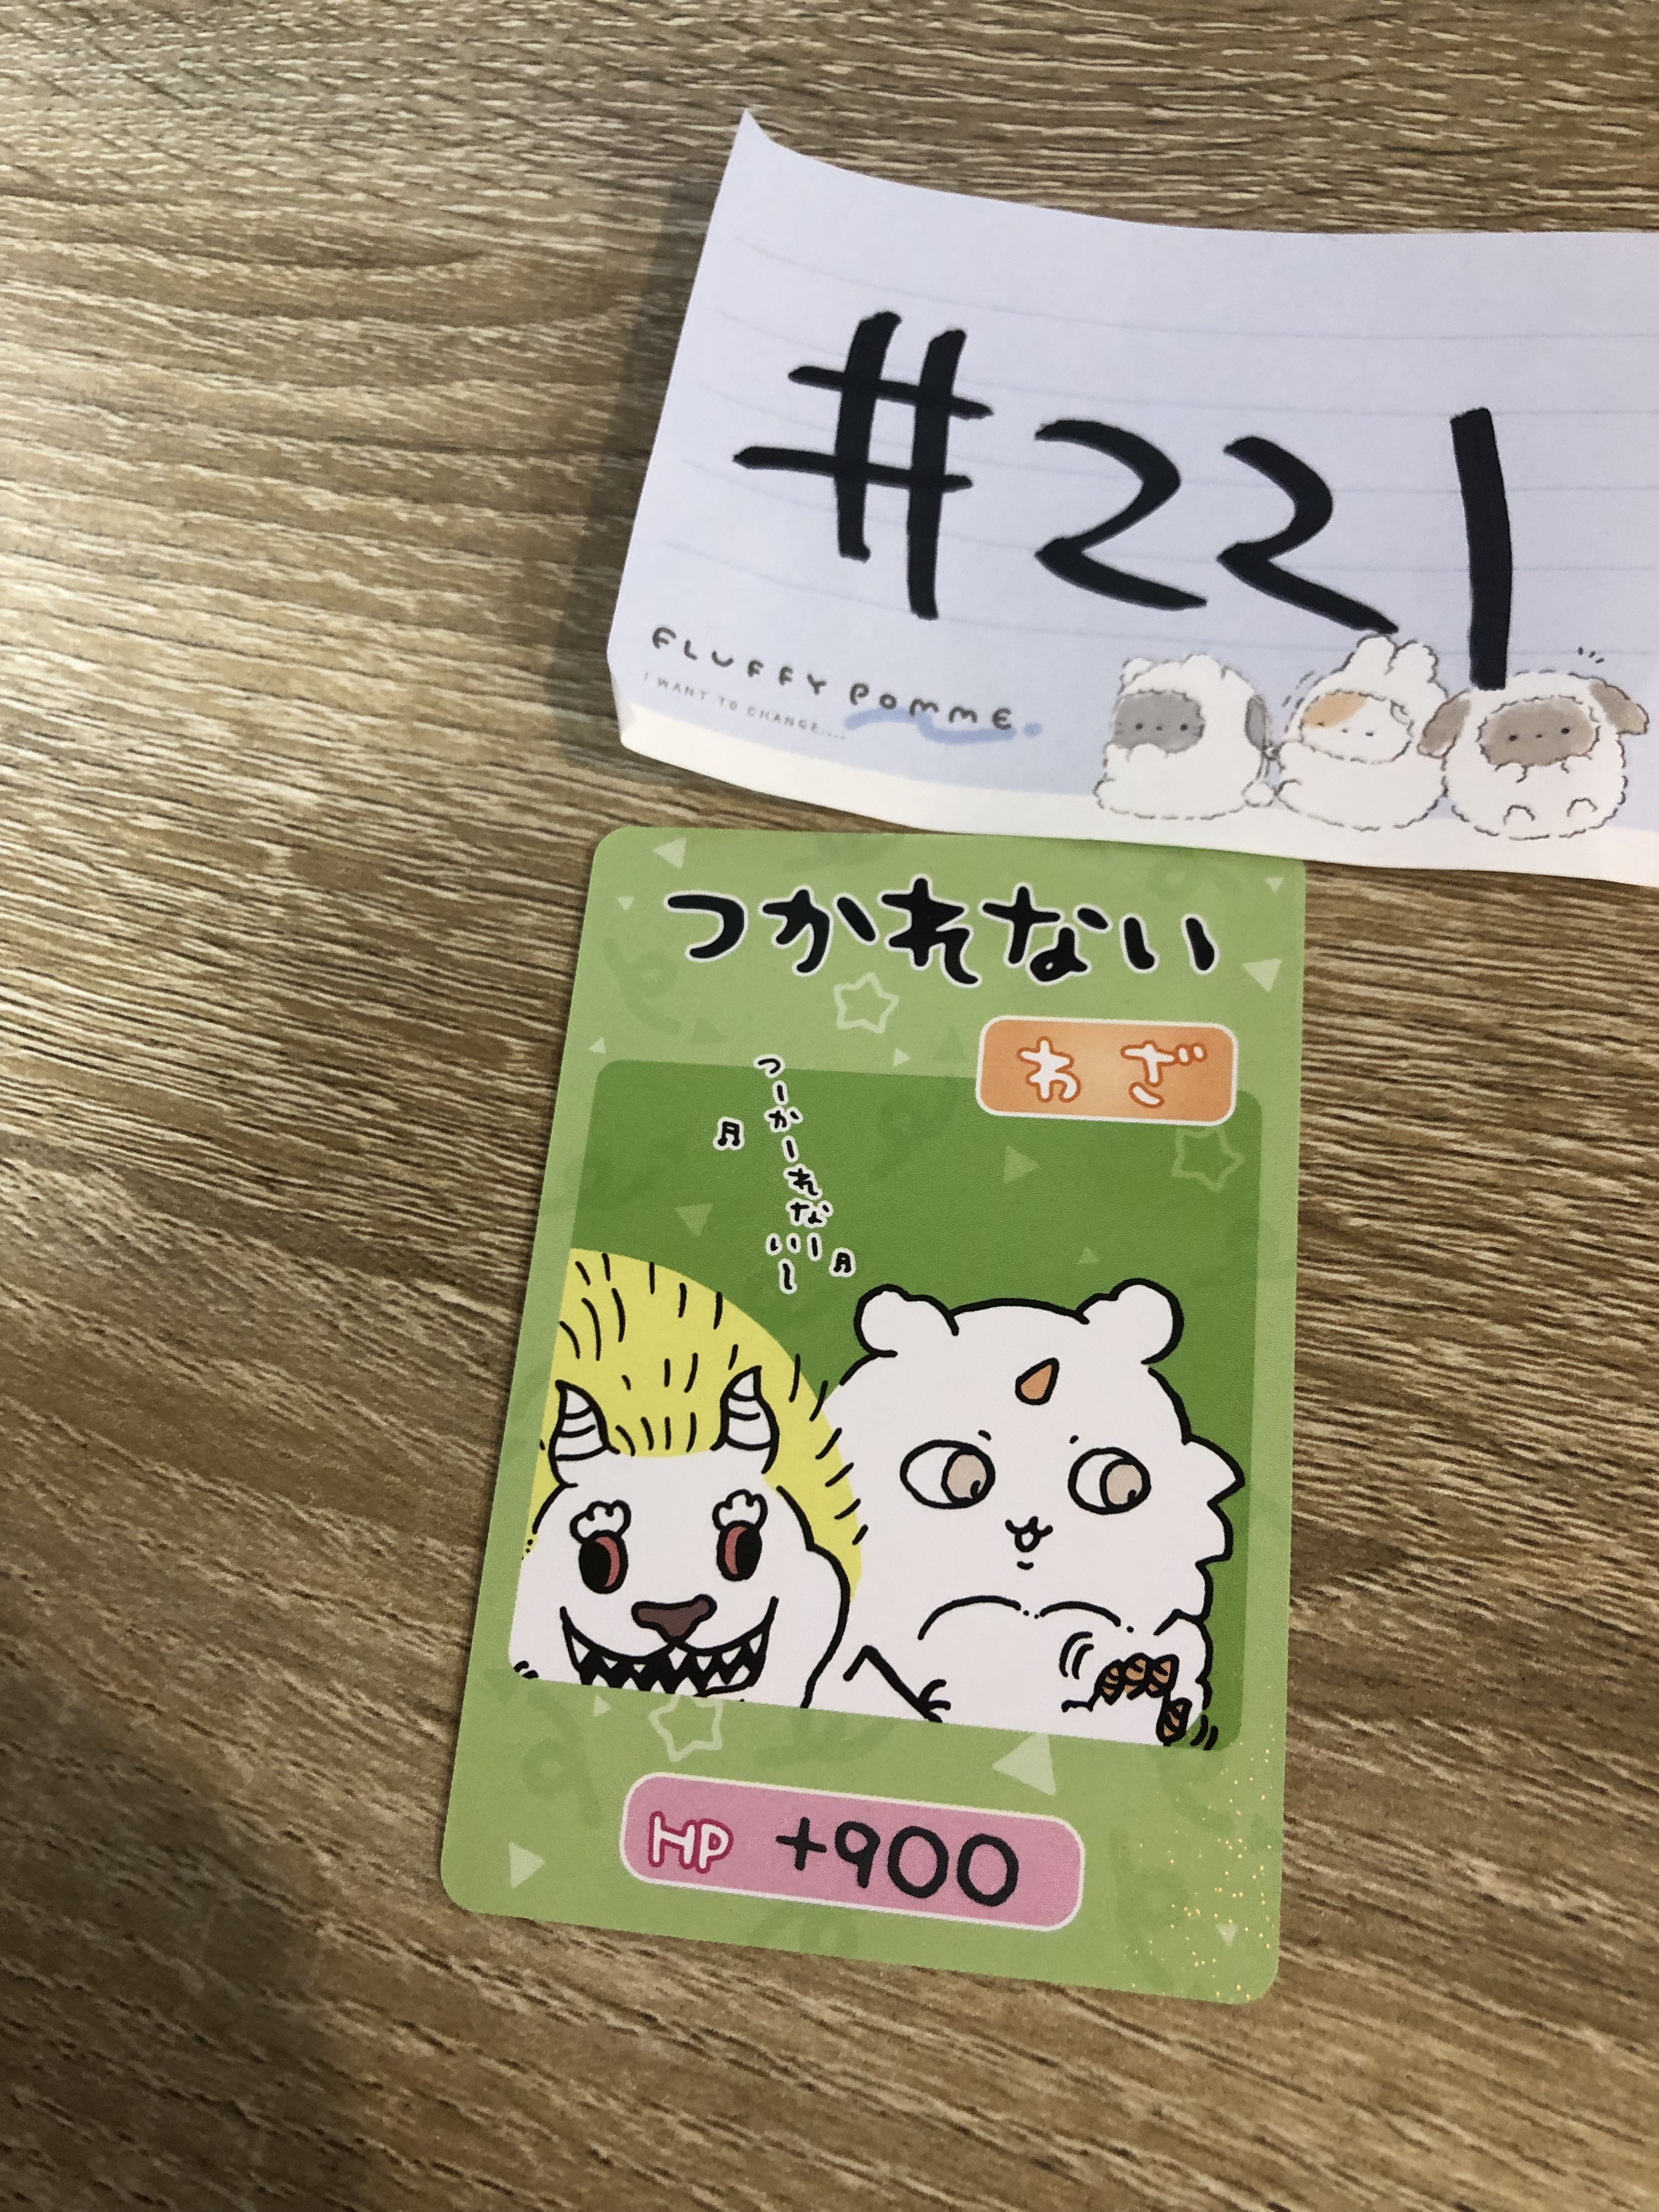 #221
FLUFFY POMME
I WANT TO CHANGE....
つかれない
わざ
つーかーれなーいー
HP +900